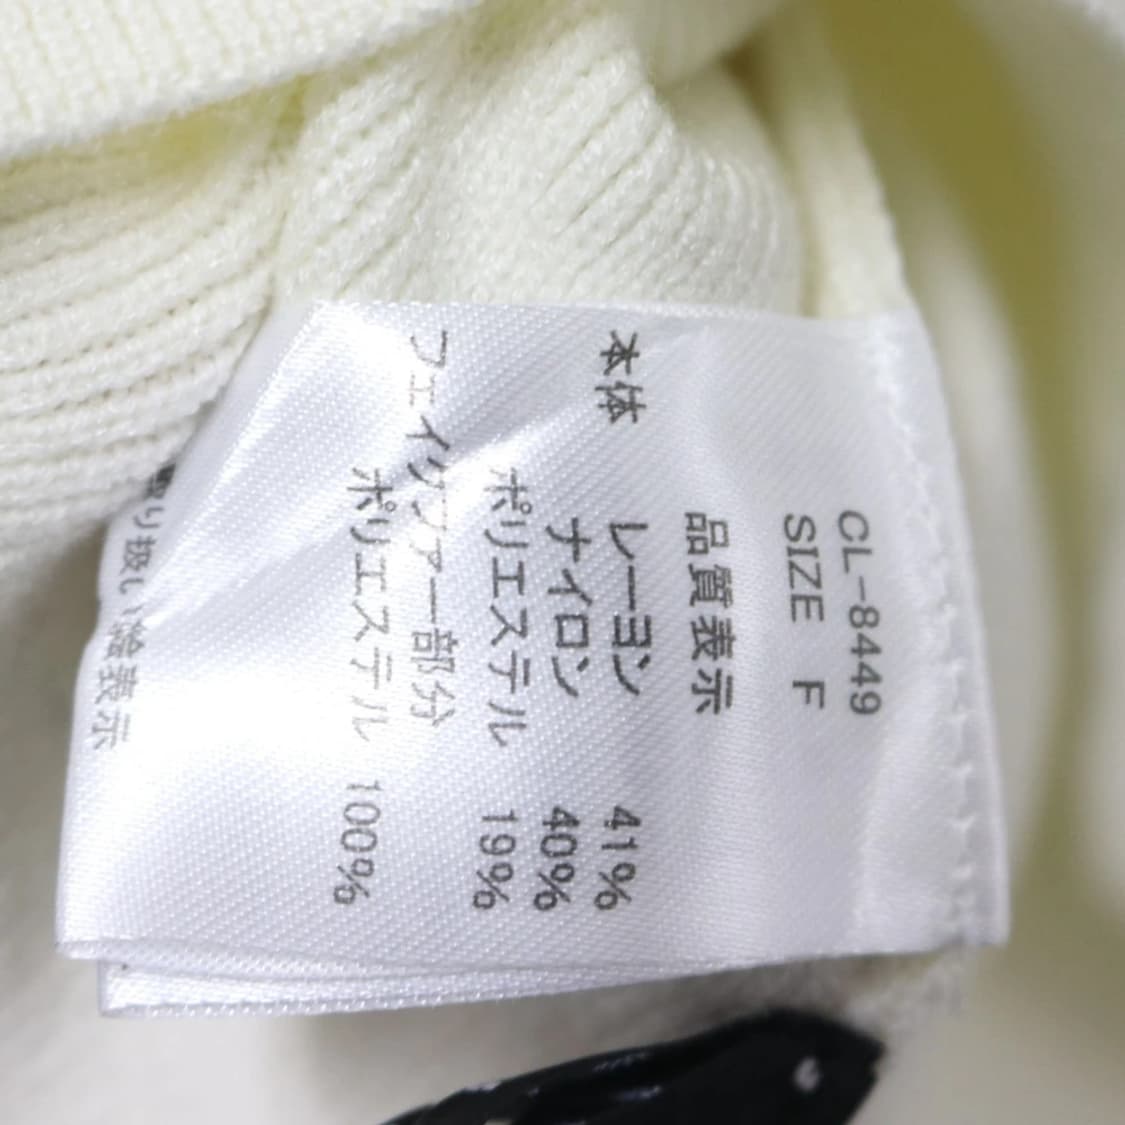 CL-8449
SIZE F
品質表示
本体 レーヨン 41%
ナイロン 40%
ポリエステル 19%
フェイクファー部分
ポリエステル 100%
り扱い絵表示